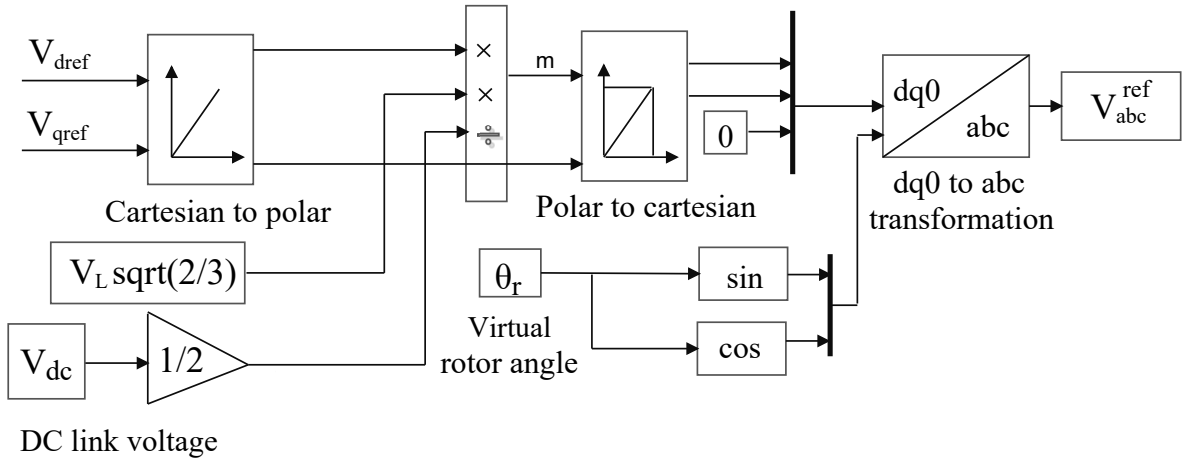 V_dref
V_qref
Cartesian to polar
V_L sqrt(2/3)
V_dc
1/2
DC link voltage
×
×
÷
m
Polar to cartesian
0
θ_r
Virtual
rotor angle
sin
cos
dq0
abc
dq0 to abc
transformation
V_abc^ref